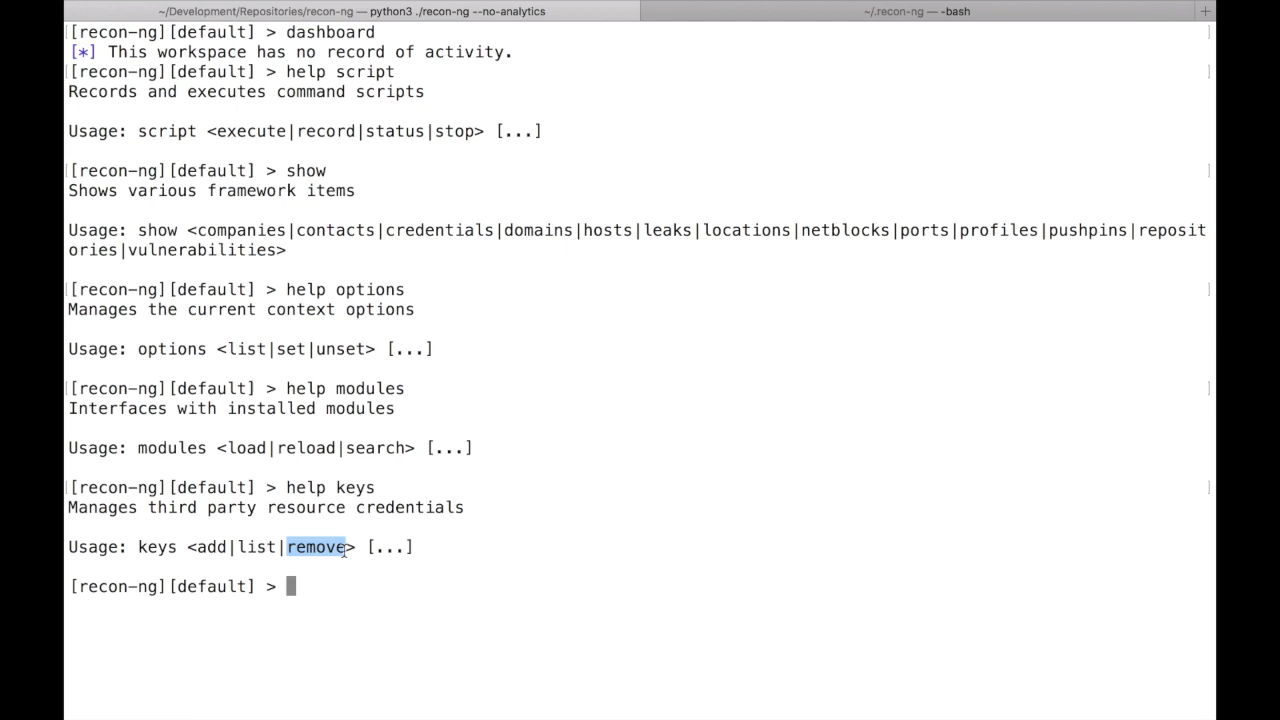 ~/Development/Repositories/recon-ng — python3 ./recon-ng --no-analytics
~/.recon-ng — -bash
+
[recon-ng][default] > dashboard
[*] This workspace has no record of activity.
[recon-ng][default] > help script
Records and executes command scripts
Usage: script <execute|record|status|stop> [...]
[recon-ng][default] > show
Shows various framework items
Usage: show <companies|contacts|credentials|domains|hosts|leaks|locations|netblocks|ports|profiles|pushpins|reposit
ories|vulnerabilities>
[recon-ng][default] > help options
Manages the current context options
Usage: options <list|set|unset> [...]
[recon-ng][default] > help modules
Interfaces with installed modules
Usage: modules <load|reload|search> [...]
[recon-ng][default] > help keys
Manages third party resource credentials
Usage: keys <add|list|remove> [...]
[recon-ng][default] >